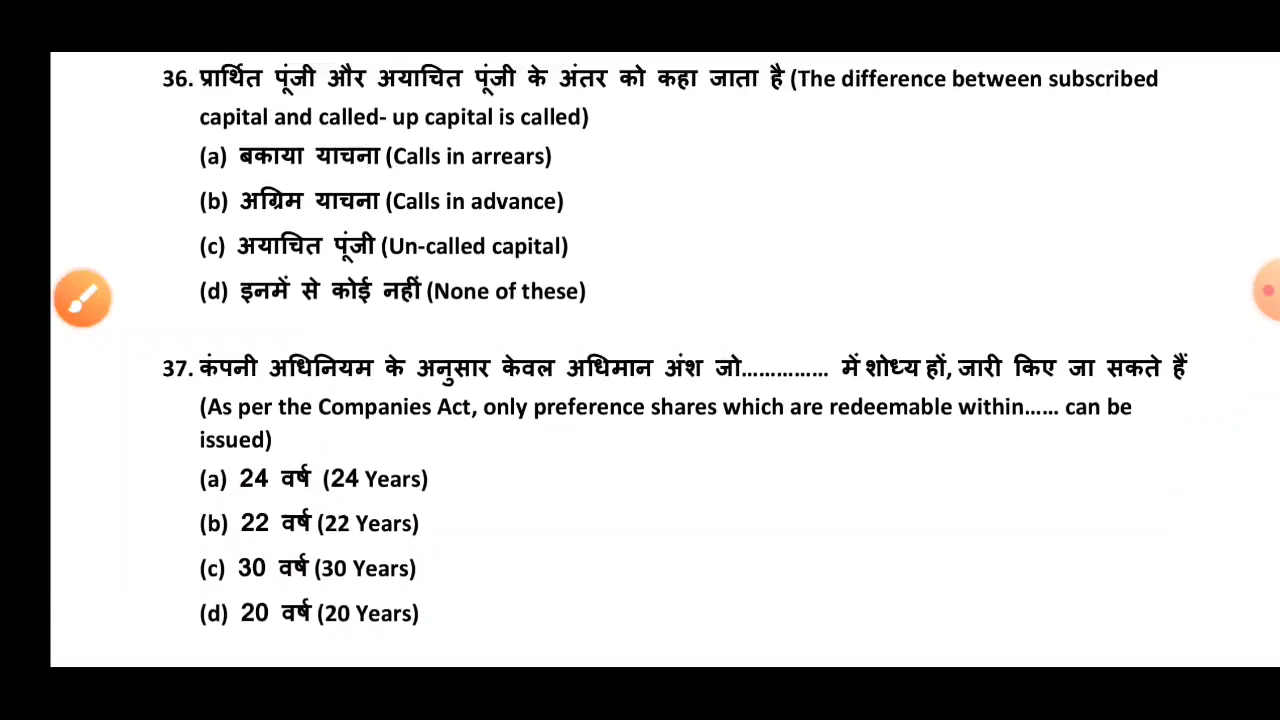 36. प्रार्थित पूंजी और अयाचित पूंजी के अंतर को कहा जाता है (The difference between subscribed
capital and called- up capital is called)
(a) बकाया याचना (Calls in arrears)
(b) अग्रिम याचना (Calls in advance)
(c) अयाचित पूंजी (Un-called capital)
(d) इनमें से कोई नहीं (None of these)
37. कंपनी अधिनियम के अनुसार केवल अधिमान अंश जो............... में शोध्य हों, जारी किए जा सकते हैं
(As per the Companies Act, only preference shares which are redeemable within...... can be
issued)
(a) 24 वर्ष (24 Years)
(b) 22 वर्ष (22 Years)
(c) 30 वर्ष (30 Years)
(d) 20 वर्ष (20 Years)